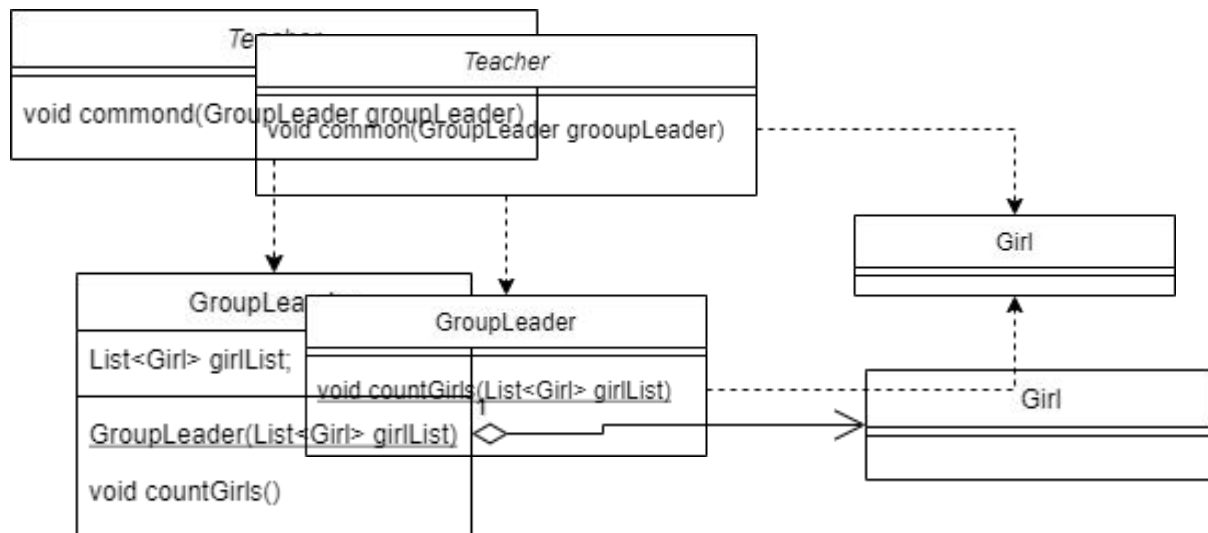 Teacher
Teacher
void commond(GroupLeader groupLeader)
void common(GroupLeader grooupLeader)
Girl
GroupLeader
GroupLeader
List<Girl> girlList;
void countGirls(List<Girl> girlList)
Girl
1
GroupLeader(List<Girl> girlList)
void countGirls()